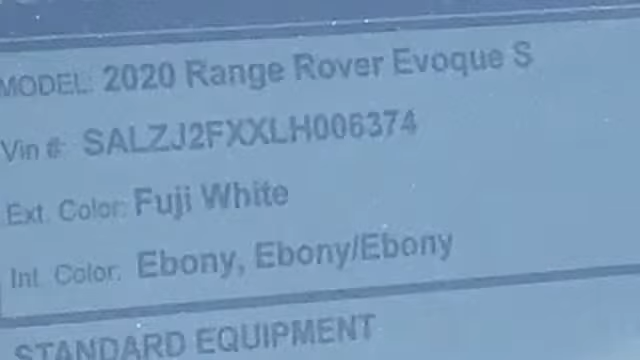 MODEL: 2020 Range Rover Evoque S
Vin #: SALZJ2FXXLH006374
Ext. Color: Fuji White
Int. Color: Ebony, Ebony/Ebony
STANDARD EQUIPMENT